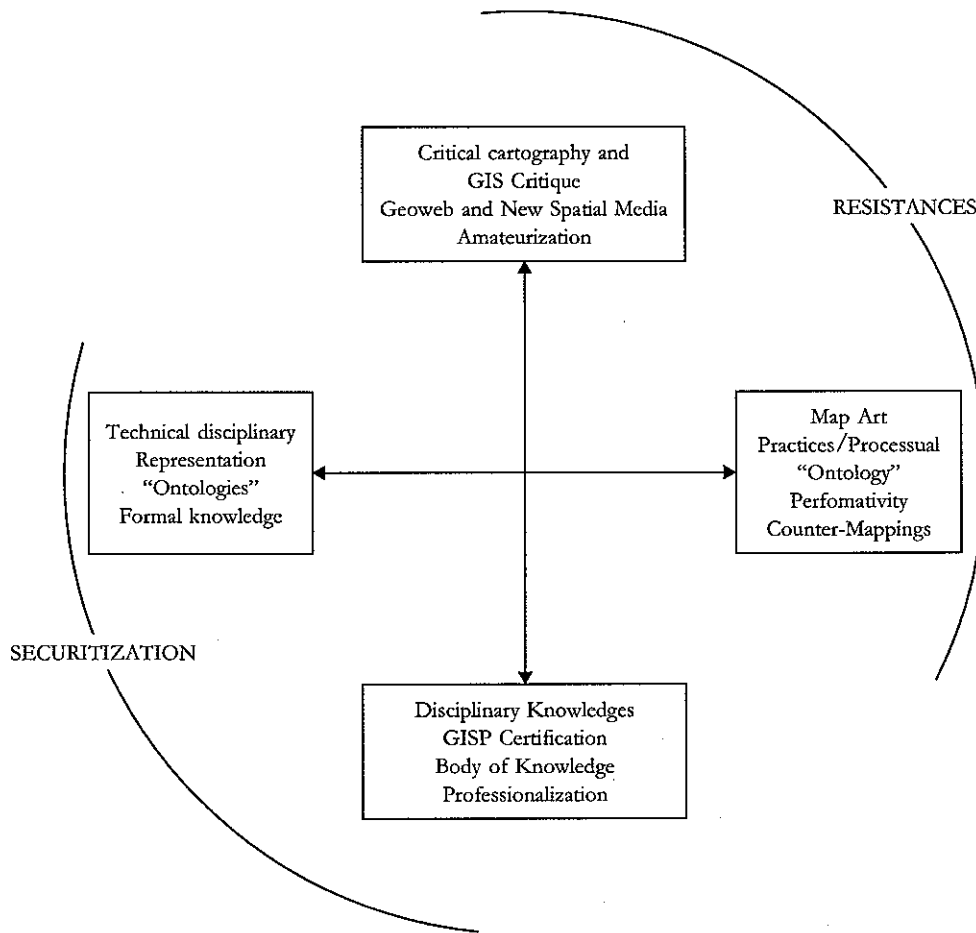 Critical cartography and
GIS Critique
Geoweb and New Spatial Media
Amateurization
RESISTANCES
Technical disciplinary
Representation
“Ontologies”
Formal knowledge
Map Art
Practices/Processual
“Ontology”
Perfomativity
Counter-Mappings
SECURITIZATION
Disciplinary Knowledges
GISP Certification
Body of Knowledge
Professionalization